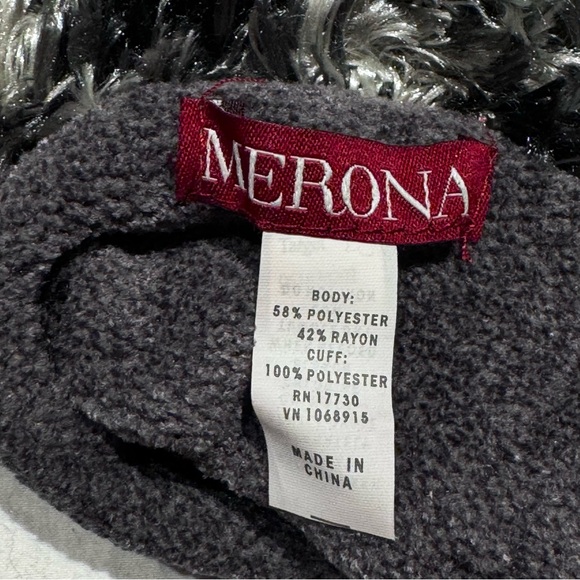 MERONA
BODY:
58% POLYESTER
42% RAYON
CUFF:
100% POLYESTER
RN 17730
VN 1068915
MADE IN
CHINA